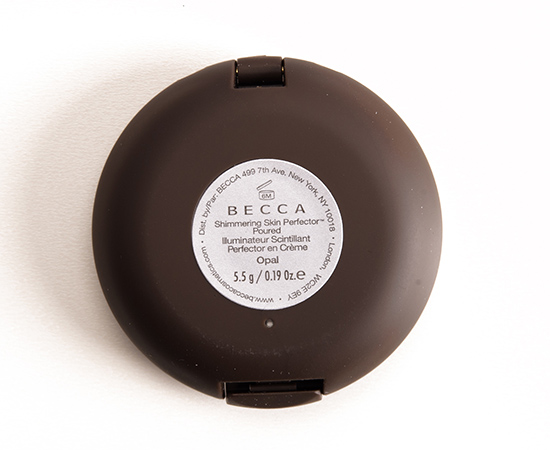 Dist. by/Par: BECCA 499 7th Ave, New York, NY 10018 • London, WC2E 9EY • www.beccacosmetics.com •
6M
BECCA
Shimmering Skin Perfector™
Poured
Illuminateur Scintillant
Perfector en Crème
Opal
5.5 g / 0.19 Oz.e